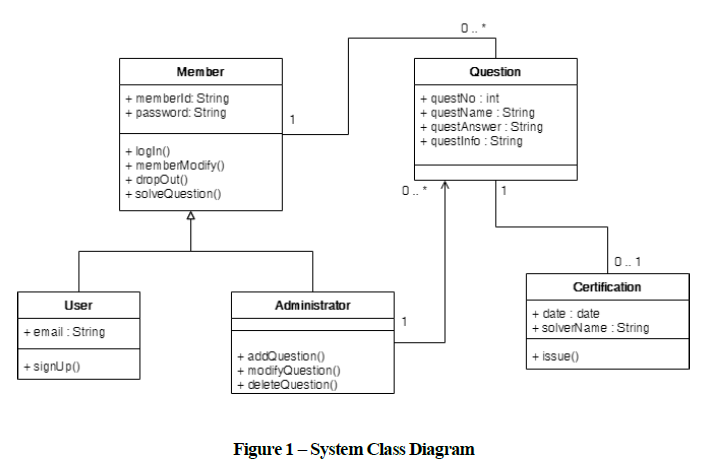 0 .. *
Member
+ memberId: String
+ password: String
+ logIn()
+ memberModify()
+ dropOut()
+ solveQuestion()
1
Question
+ questNo : int
+ questName : String
+ questAnswer : String
+ questInfo : String
0 .. *
1
0 .. 1
User
+ email : String
+ signUp()
Administrator
+ addQuestion()
+ modifyQuestion()
+ deleteQuestion()
1
Certification
+ date : date
+ solverName : String
+ issue()
Figure 1 – System Class Diagram